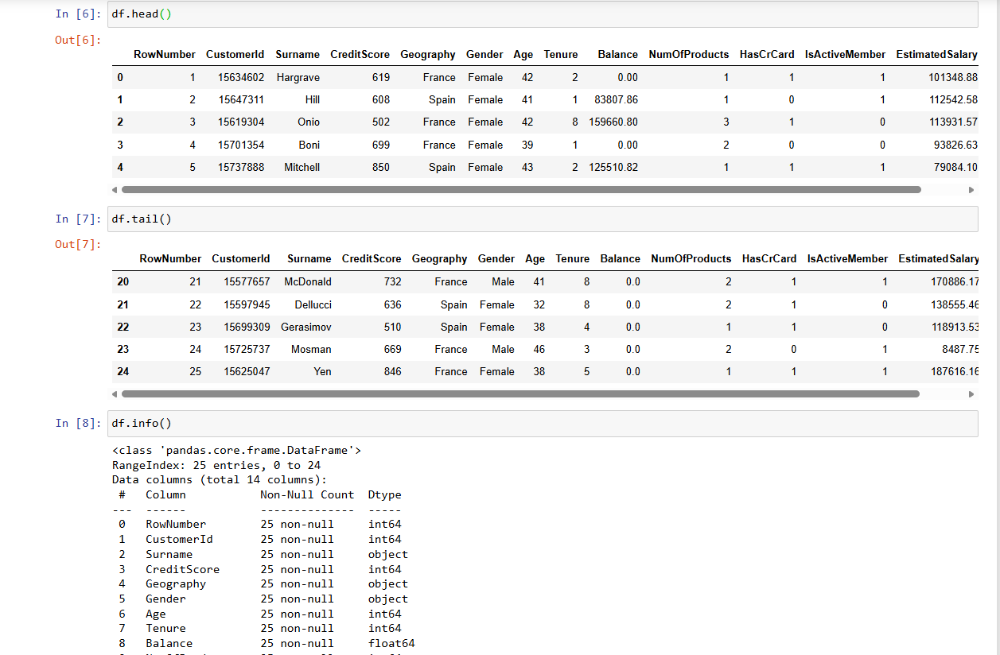 In [6]: df.head()
Out[6]:
RowNumber CustomerId Surname CreditScore Geography Gender Age Tenure Balance NumOfProducts HasCrCard IsActiveMember EstimatedSalary
0 1 15634602 Hargrave 619 France Female 42 2 0.00 1 1 1 101348.88
1 2 15647311 Hill 608 Spain Female 41 1 83807.86 1 0 1 112542.58
2 3 15619304 Onio 502 France Female 42 8 159660.80 3 1 0 113931.57
3 4 15701354 Boni 699 France Female 39 1 0.00 2 0 0 93826.63
4 5 15737888 Mitchell 850 Spain Female 43 2 125510.82 1 1 1 79084.10
In [7]: df.tail()
Out[7]:
RowNumber CustomerId Surname CreditScore Geography Gender Age Tenure Balance NumOfProducts HasCrCard IsActiveMember EstimatedSalary
20 21 15577657 McDonald 732 France Male 41 8 0.0 2 1 1 170886.17
21 22 15597945 Dellucci 636 Spain Female 32 8 0.0 2 1 0 138555.46
22 23 15699309 Gerasimov 510 Spain Female 38 4 0.0 1 1 0 118913.53
23 24 15725737 Mosman 669 France Male 46 3 0.0 2 0 1 8487.75
24 25 15625047 Yen 846 France Female 38 5 0.0 1 1 1 187616.16
In [8]: df.info()
<class 'pandas.core.frame.DataFrame'>
RangeIndex: 25 entries, 0 to 24
Data columns (total 14 columns):
# Column Non-Null Count Dtype
--- ------ -------------- -----
0 RowNumber 25 non-null int64
1 CustomerId 25 non-null int64
2 Surname 25 non-null object
3 CreditScore 25 non-null int64
4 Geography 25 non-null object
5 Gender 25 non-null object
6 Age 25 non-null int64
7 Tenure 25 non-null int64
8 Balance 25 non-null float64